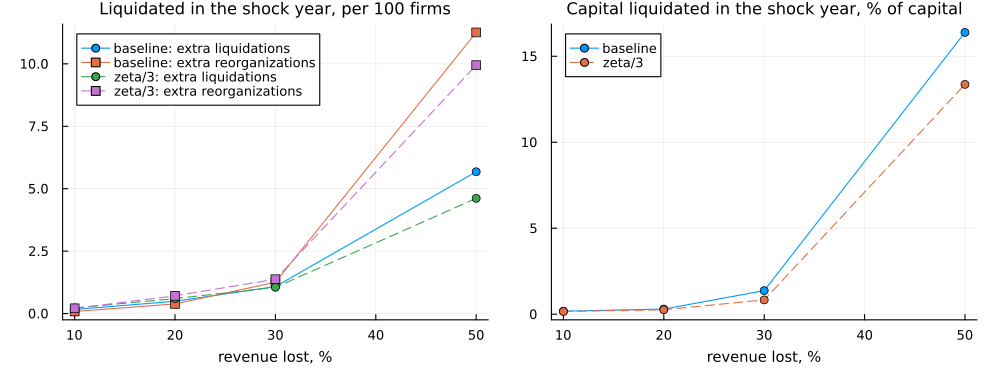 Liquidated in the shock year, per 100 firms
baseline: extra liquidations
baseline: extra reorganizations
zeta/3: extra liquidations
zeta/3: extra reorganizations
10.0
7.5
5.0
2.5
0.0
10 20 30 40 50
revenue lost, %
Capital liquidated in the shock year, % of capital
baseline
zeta/3
15
10
5
0
10 20 30 40 50
revenue lost, %